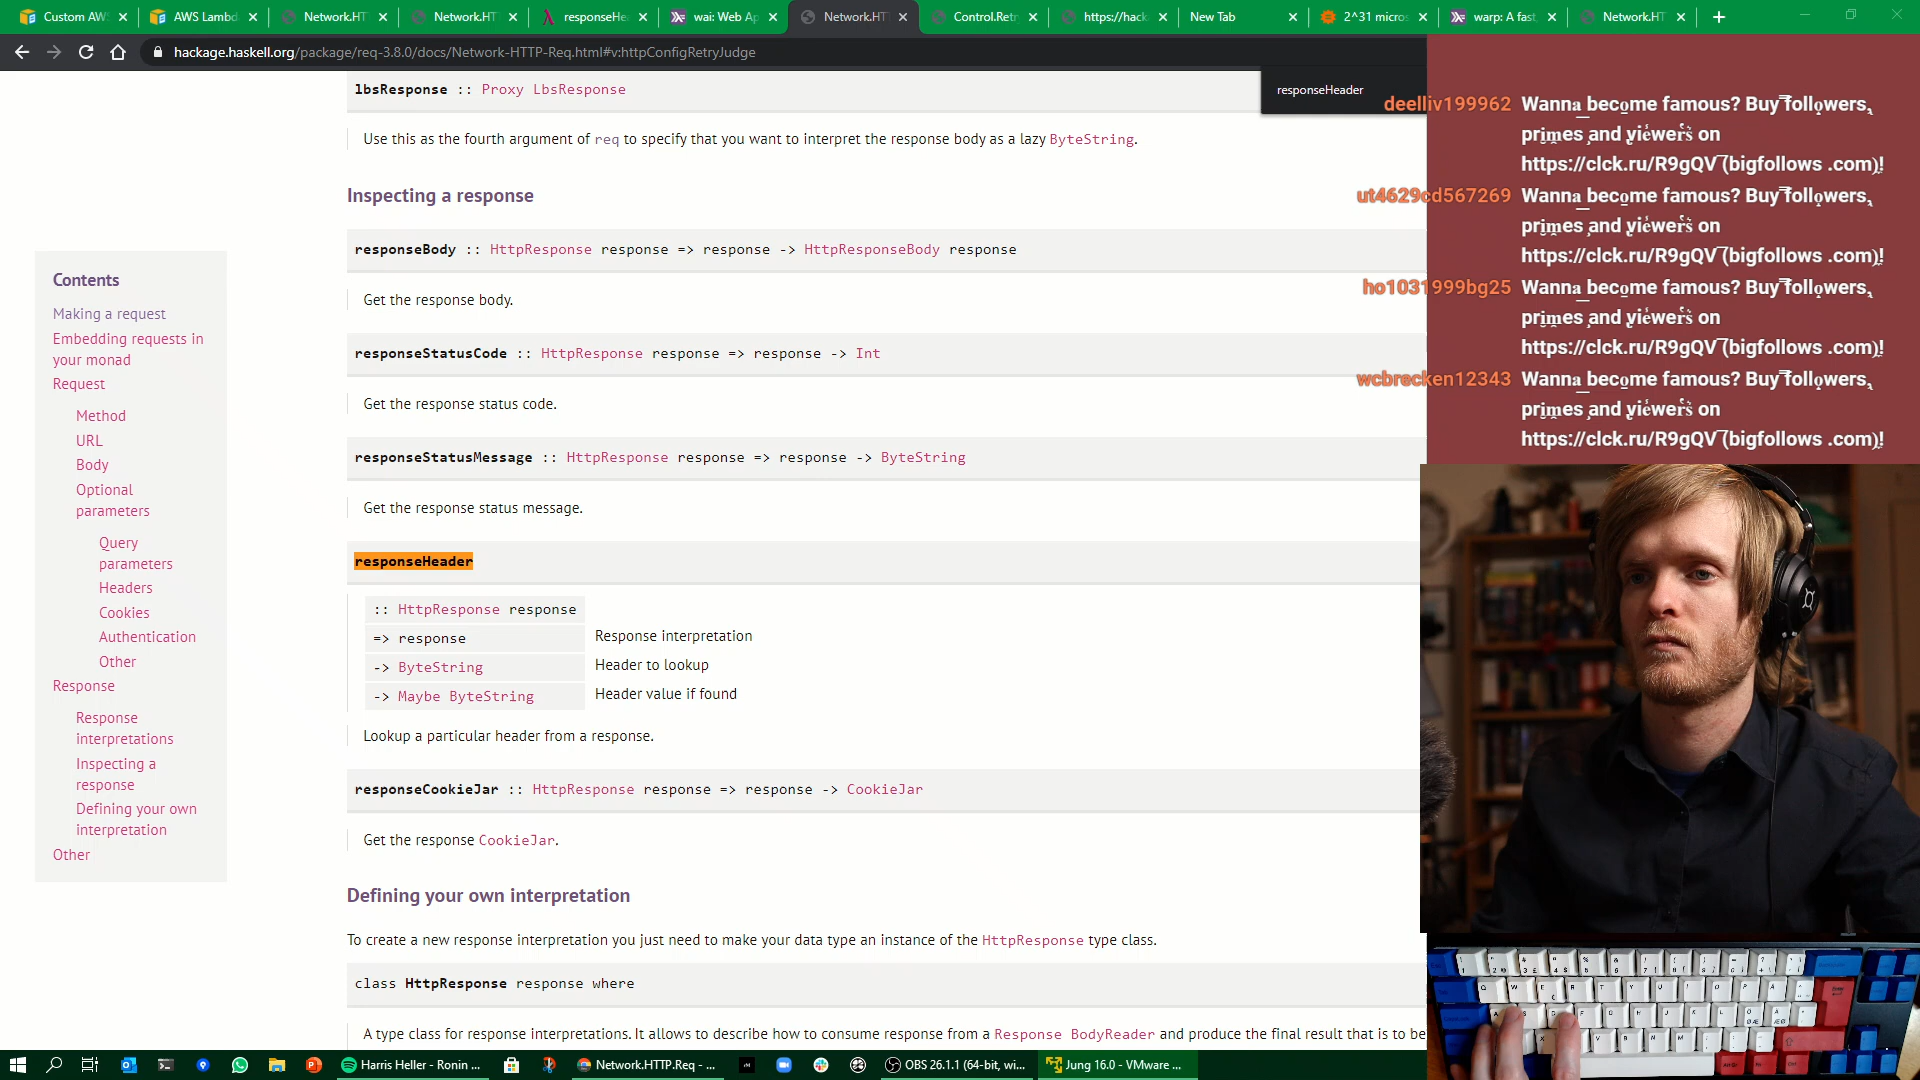 Custom AWS
AWS Lambd
Network.HT
Network.HT
responseHe
wai: Web Ap
Network.HT
Control.Retr
https://hack
New Tab
2^31 micros
warp: A fast,
Network.HT
hackage.haskell.org/package/req-3.8.0/docs/Network-HTTP-Req.html#v:httpConfigRetryJudge
responseHeader
lbsResponse :: Proxy LbsResponse
Use this as the fourth argument of req to specify that you want to interpret the response body as a lazy ByteString.
Inspecting a response
responseBody :: HttpResponse response => response -> HttpResponseBody response
Get the response body.
responseStatusCode :: HttpResponse response => response -> Int
Get the response status code.
responseStatusMessage :: HttpResponse response => response -> ByteString
Get the response status message.
responseHeader
:: HttpResponse response
=> response Response interpretation
-> ByteString Header to lookup
-> Maybe ByteString Header value if found
Lookup a particular header from a response.
responseCookieJar :: HttpResponse response => response -> CookieJar
Get the response CookieJar.
Defining your own interpretation
To create a new response interpretation you just need to make your data type an instance of the HttpResponse type class.
class HttpResponse response where
A type class for response interpretations. It allows to describe how to consume response from a Response BodyReader and produce the final result that is to be
Contents
Making a request
Embedding requests in
your monad
Request
Method
URL
Body
Optional
parameters
Query
parameters
Headers
Cookies
Authentication
Other
Response
Response
interpretations
Inspecting a
response
Defining your own
interpretation
Other
deelliv199962 Wanna become famous? Buy followers,
primes and viewers on
https://clck.ru/R9gQV (bigfollows .com)!
ut4629cd567269 Wanna become famous? Buy followers,
primes and viewers on
https://clck.ru/R9gQV (bigfollows .com)!
ho1031999bg25 Wanna become famous? Buy followers,
primes and viewers on
https://clck.ru/R9gQV (bigfollows .com)!
wcbrecken12343 Wanna become famous? Buy followers,
primes and viewers on
https://clck.ru/R9gQV (bigfollows .com)!
Harris Heller - Ronin ...
Network.HTTP.Req - ...
OBS 26.1.1 (64-bit, wi...
Jung 16.0 - VMware ...